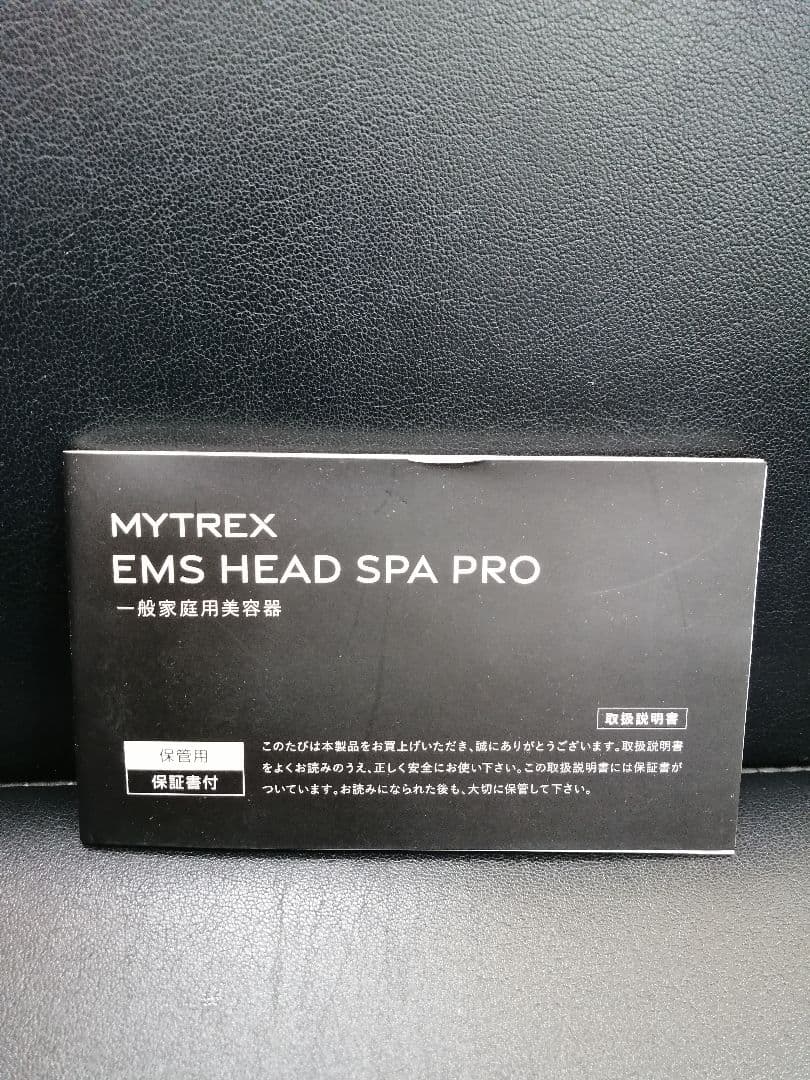 MYTREX
EMS HEAD SPA PRO
一般家庭用美容器
取扱説明書
保管用
保証書付
このたびは本製品をお買上げいただき、誠にありがとうございます。取扱説明書
をよくお読みのうえ、正しく安全にお使い下さい。この取扱説明書には保証書が
ついています。お読みになられた後も、大切に保管して下さい。